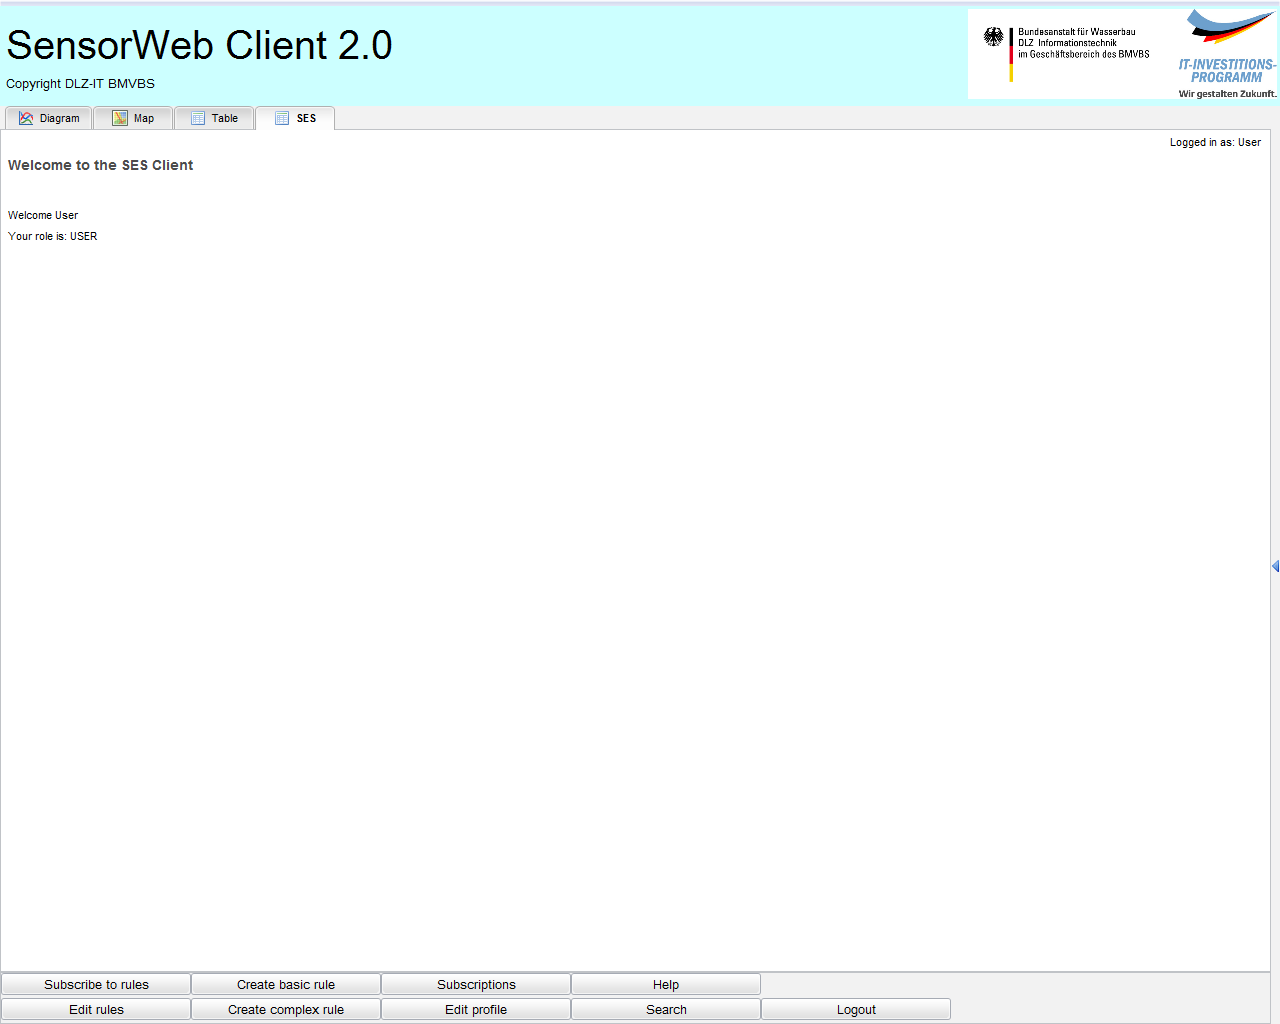 SensorWeb Client 2.0
Copyright DLZ-IT BMVBS
Bundesanstalt für Wasserbau
DLZ Informationstechnik
im Geschäftsbereich des BMVBS
IT-INVESTITIONS-
PROGRAMM
Wir gestalten Zukunft.
Diagram Map Table SES
Logged in as: User
Welcome to the SES Client
Welcome User
Your role is: USER
Subscribe to rules Create basic rule Subscriptions Help
Edit rules Create complex rule Edit profile Search Logout